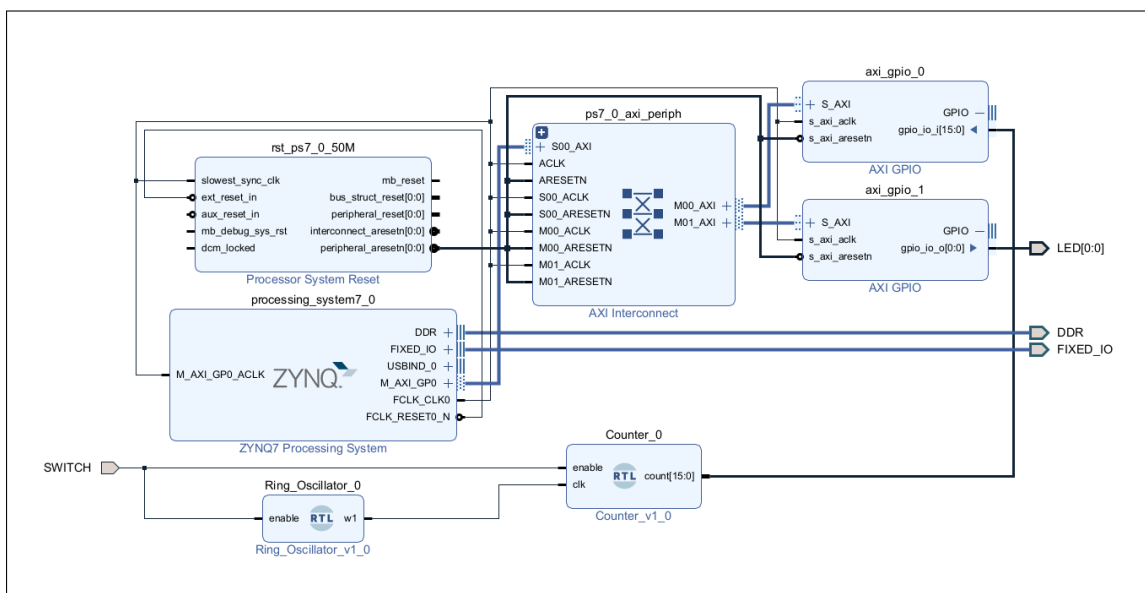 axi_gpio_0
S_AXI
s_axi_aclk
s_axi_aresetn
GPIO
gpio_io_i[15:0]
AXI GPIO
ps7_0_axi_periph
S00_AXI
ACLK
ARESETN
S00_ACLK
S00_ARESETN
M00_ACLK
M00_ARESETN
M01_ACLK
M01_ARESETN
M00_AXI
M01_AXI
AXI Interconnect
rst_ps7_0_50M
slowest_sync_clk
ext_reset_in
aux_reset_in
mb_debug_sys_rst
dcm_locked
mb_reset
bus_struct_reset[0:0]
peripheral_reset[0:0]
interconnect_aresetn[0:0]
peripheral_aresetn[0:0]
Processor System Reset
axi_gpio_1
S_AXI
s_axi_aclk
s_axi_aresetn
GPIO
gpio_io_o[0:0]
AXI GPIO
LED[0:0]
processing_system7_0
M_AXI_GP0_ACLK
ZYNQ
DDR
FIXED_IO
USBIND_0
M_AXI_GP0
FCLK_CLK0
FCLK_RESET0_N
ZYNQ7 Processing System
DDR
FIXED_IO
SWITCH
Counter_0
enable
clk
RTL
count[15:0]
Counter_v1_0
Ring_Oscillator_0
enable
RTL
w1
Ring_Oscillator_v1_0